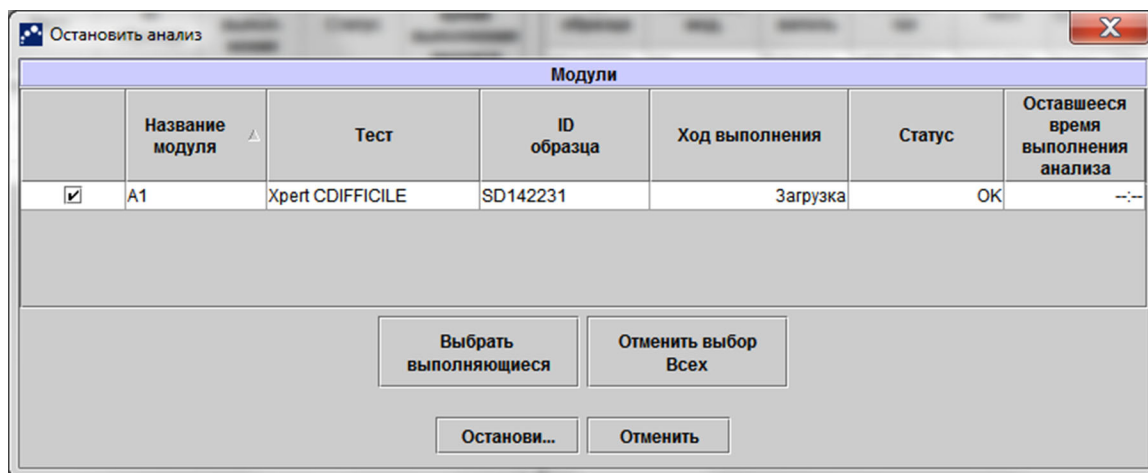 Остановить анализ
Модули
Название
модуля
Тест
ID
образца
Ход выполнения
Статус
Оставшееся
время
выполнения
анализа
A1
Xpert CDIFFICILE
SD142231
Загрузка
OK
--:--
Выбрать
выполняющиеся
Отменить выбор
Всех
Останови...
Отменить